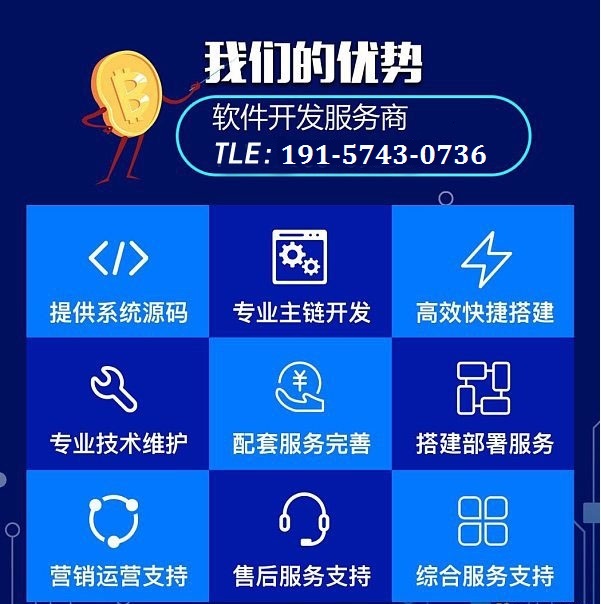 我们的优势
软件开发服务商
TLE: 191-5743-0736
提供系统源码
专业主链开发
高效快捷搭建
专业技术维护
配套服务完善
搭建部署服务
营销运营支持
售后服务支持
综合服务支持